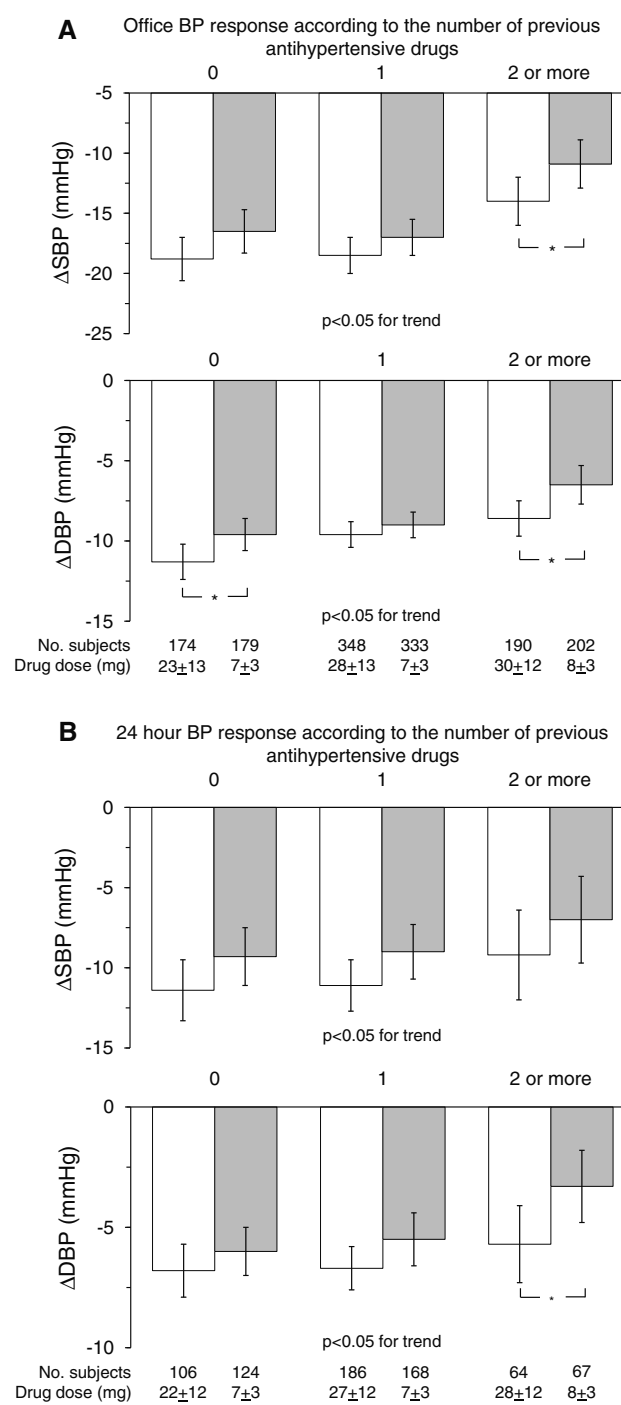 A Office BP response according to the number of previous
antihypertensive drugs
0 1 2 or more
-5
-10
-15
-20
-25
ΔSBP (mmHg)
*
p<0.05 for trend
0 1 2 or more
0
-5
-10
-15
ΔDBP (mmHg)
* *
p<0.05 for trend
No. subjects 174 179 348 333 190 202
Drug dose (mg) 23±13 7±3 28±13 7±3 30±12 8±3
B 24 hour BP response according to the number of previous
antihypertensive drugs
0 1 2 or more
0
-5
-10
-15
ΔSBP (mmHg)
p<0.05 for trend
0 1 2 or more
0
-5
-10
ΔDBP (mmHg)
*
p<0.05 for trend
No. subjects 106 124 186 168 64 67
Drug dose (mg) 22±12 7±3 27±12 7±3 28±12 8±3